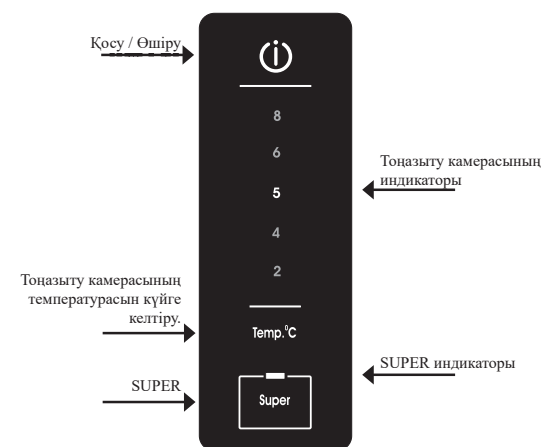 Қосу / Өшіру
8
6
5
4
2
Тоңазыту камерасының
индикаторы
Тоңазыту камерасының
температурасын күйге
келтіру.
Temp.°C
SUPER индикаторы
SUPER
Super